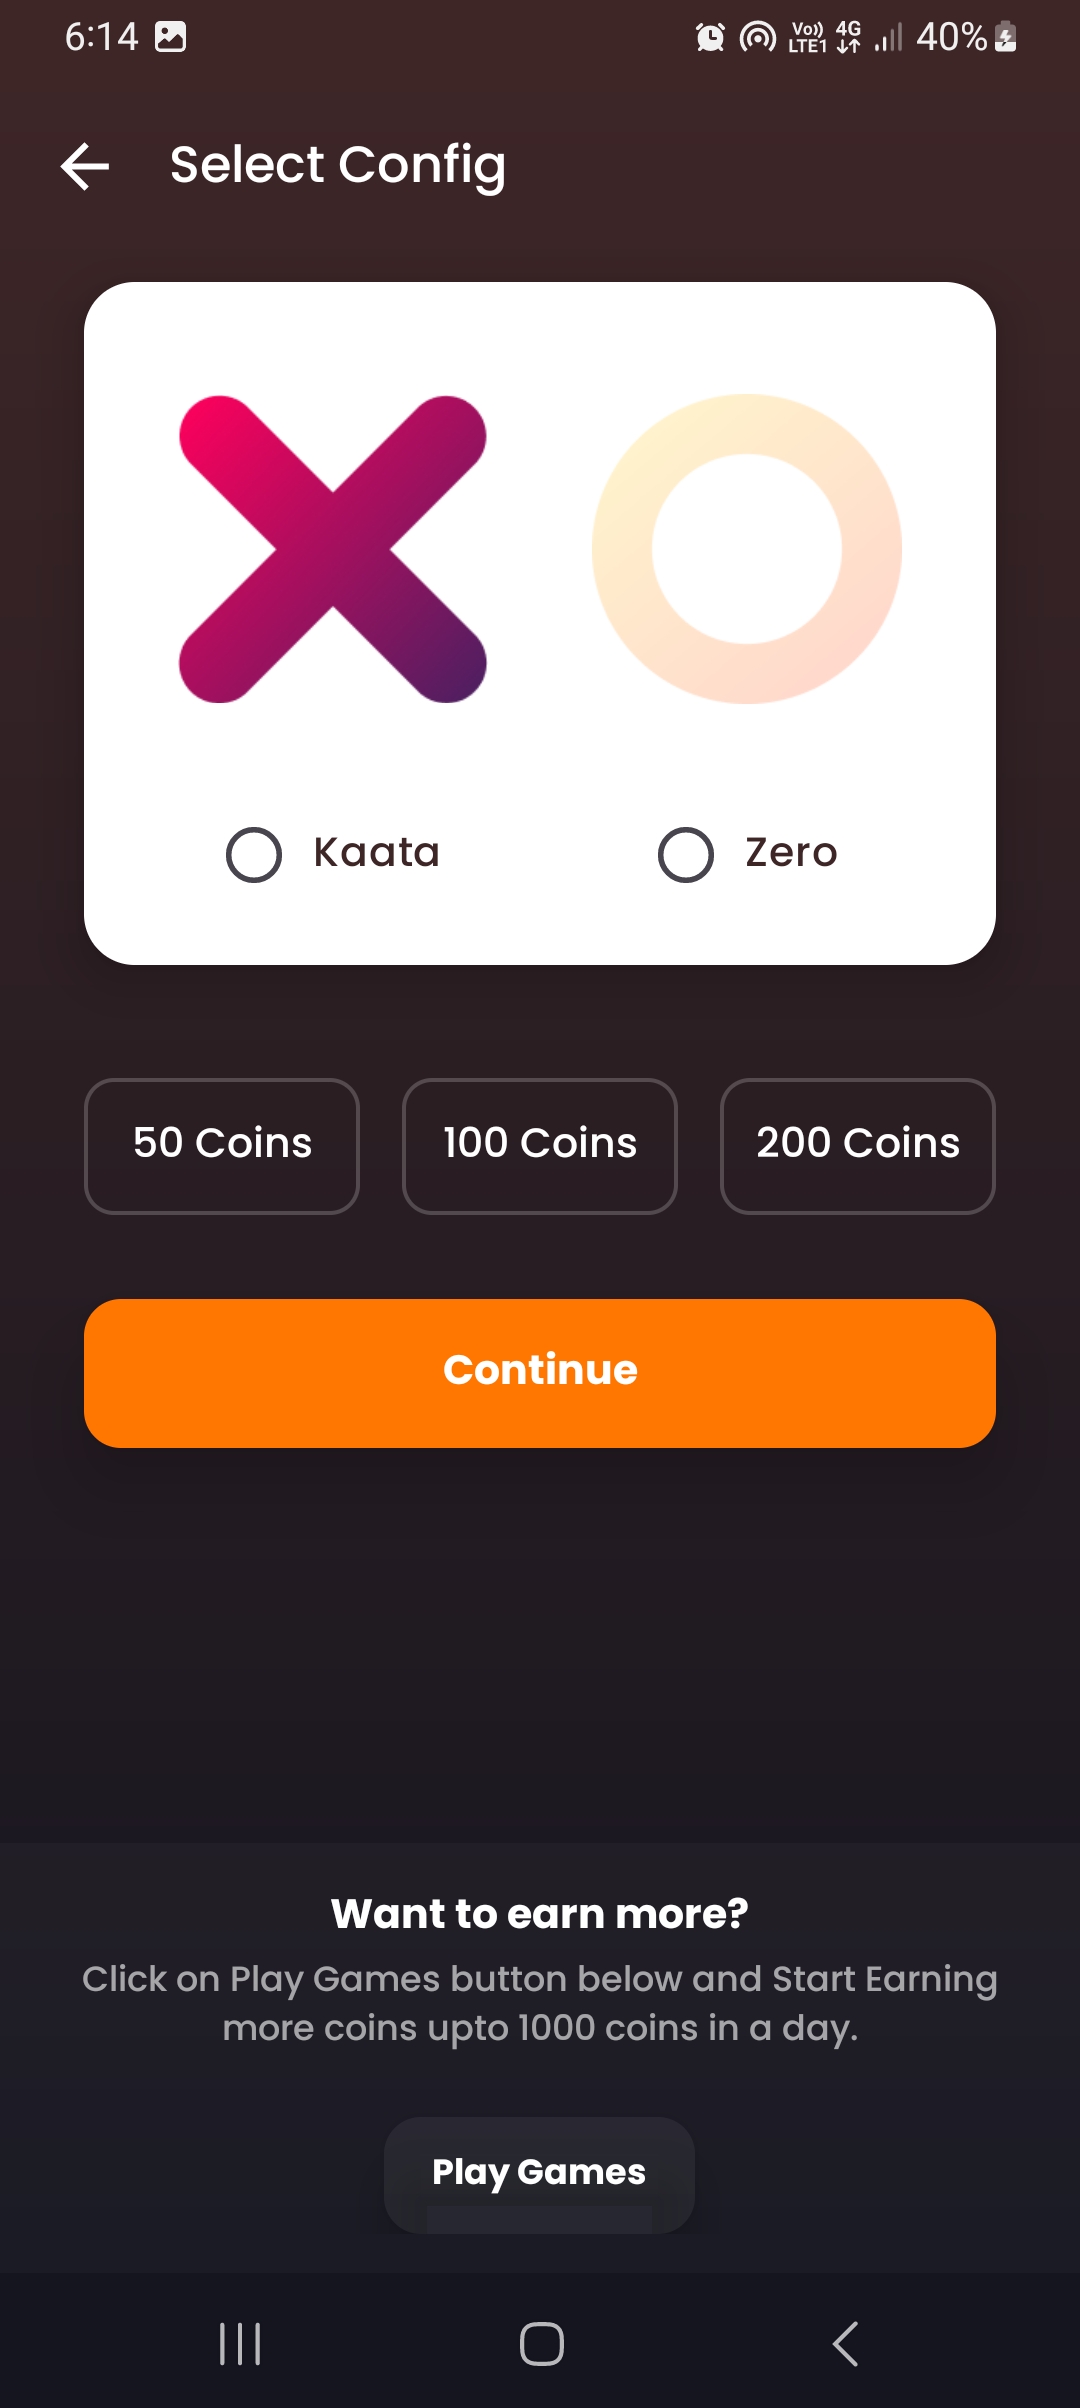 6:14
Vo)) LTE1 4G 40%
Select Config
Kaata Zero
50 Coins 100 Coins 200 Coins
Continue
Want to earn more?
Click on Play Games button below and Start Earning
more coins upto 1000 coins in a day.
Play Games